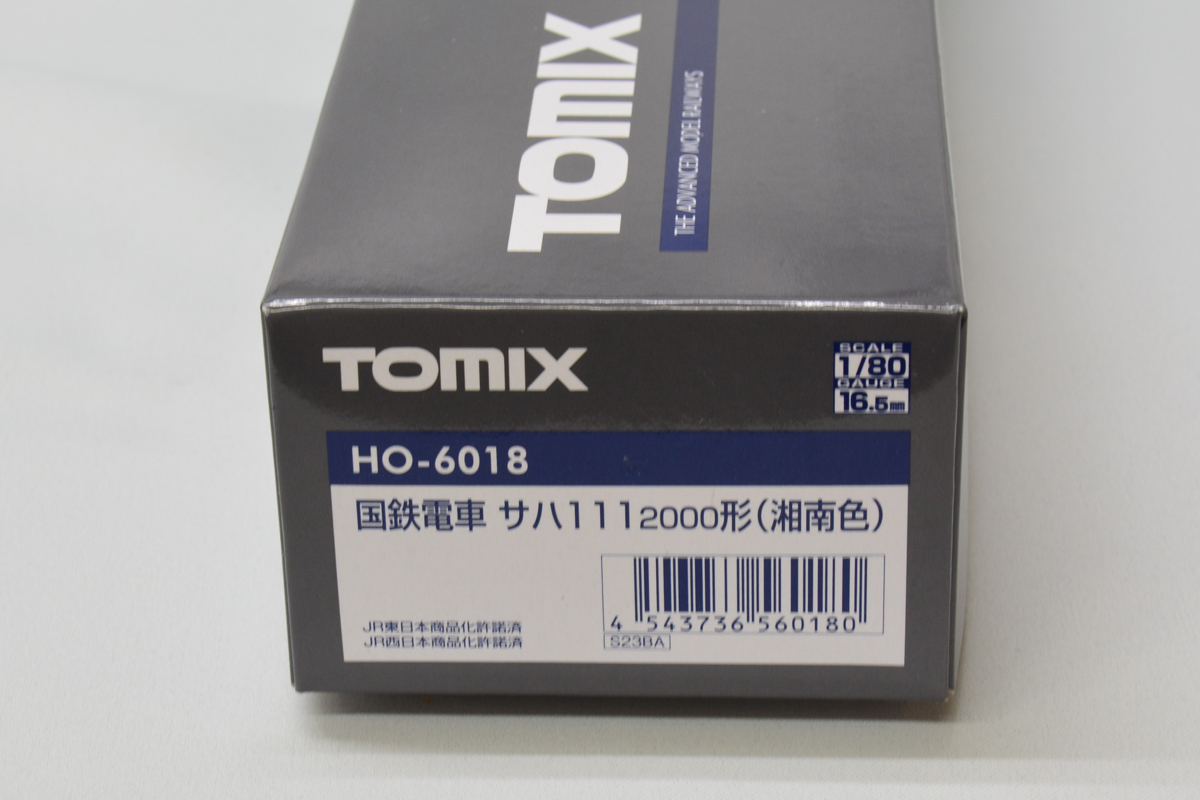 TOMIX
THE ADVANCED MODEL RAILWAYS
TOMIX
SCALE
1/80
GAUGE
16.5mm
HO-6018
国鉄電車 サハ111 2000形(湘南色)
4 543736 560180
JR東日本商品化許諾済
JR西日本商品化許諾済
S23BA